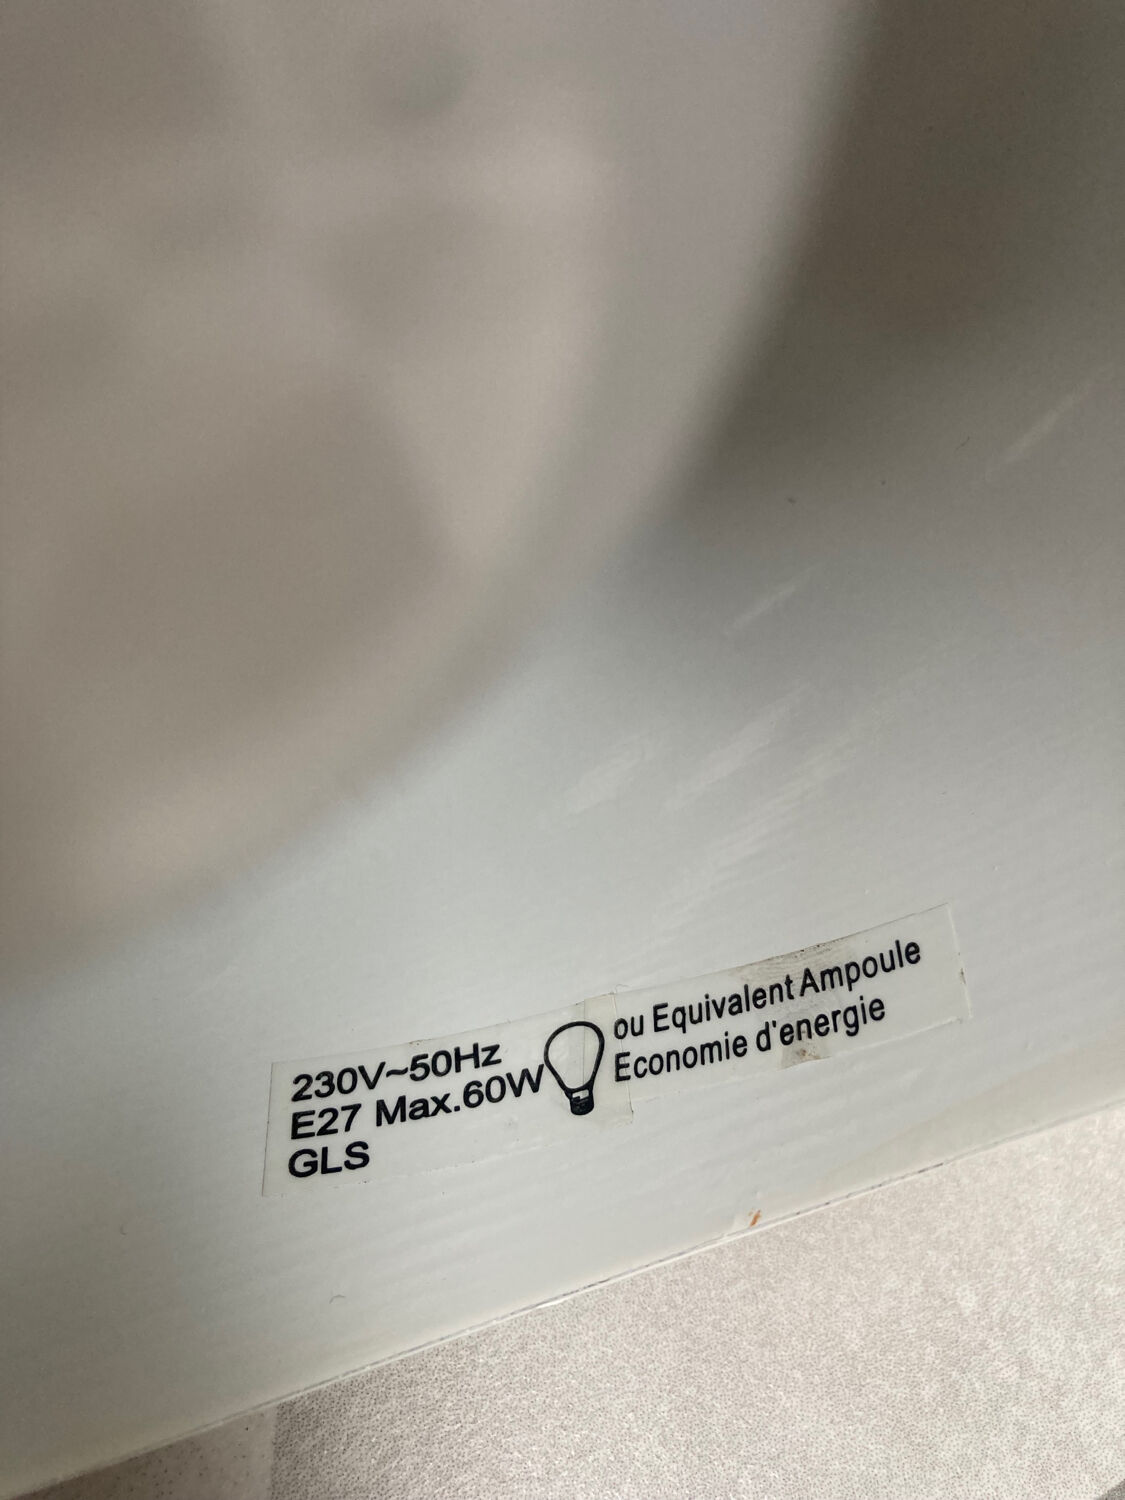 230V~50Hz
E27 Max.60W
GLS
ou Equivalent Ampoule
Economie d'energie